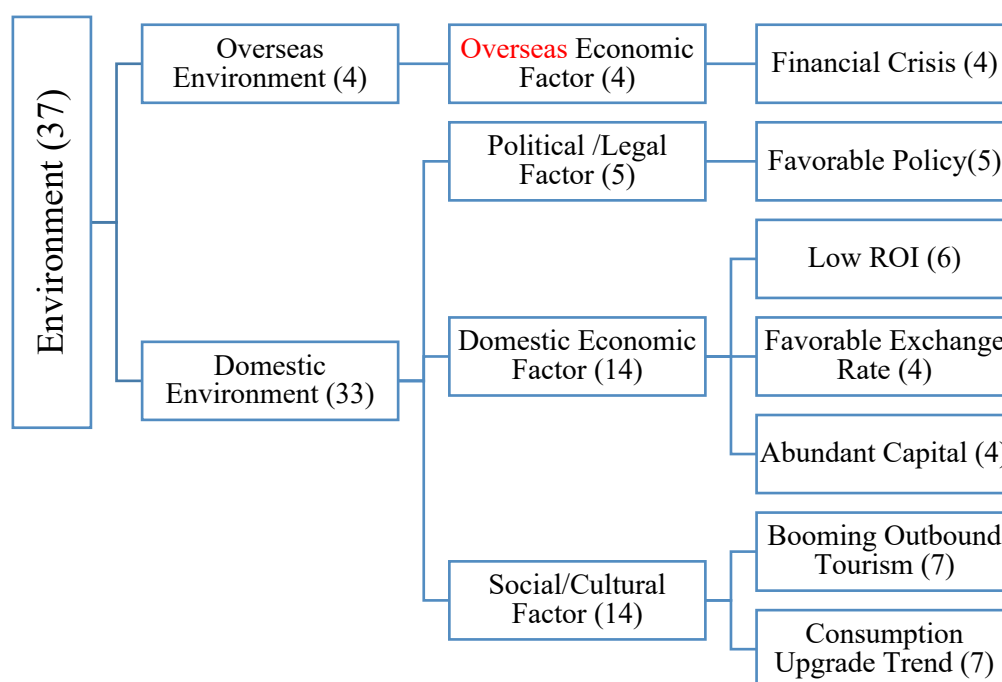 Environment (37)
Overseas
Environment (4)
Overseas Economic
Factor (4)
Financial Crisis (4)
Political /Legal
Factor (5)
Favorable Policy(5)
Low ROI (6)
Domestic
Environment (33)
Domestic Economic
Factor (14)
Favorable Exchange
Rate (4)
Abundant Capital (4)
Social/Cultural
Factor (14)
Booming Outbound
Tourism (7)
Consumption
Upgrade Trend (7)